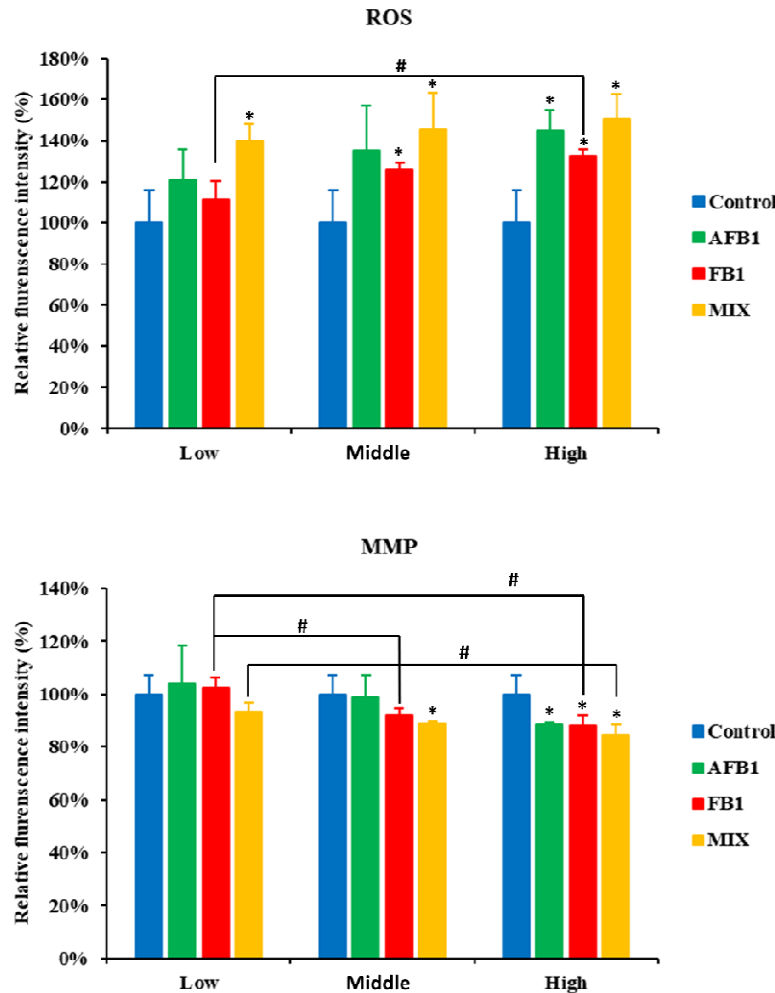 ROS
Relative flurenscence intensity (%)
180%
160%
140%
120%
100%
80%
60%
40%
20%
0%
#
*
*
*
*
*
*
Low Middle High
Control
AFB1
FB1
MIX
MMP
Relative flurenscence intensity (%)
140%
120%
100%
80%
60%
40%
20%
0%
#
#
#
*
*
*
*
Low Middle High
Control
AFB1
FB1
MIX